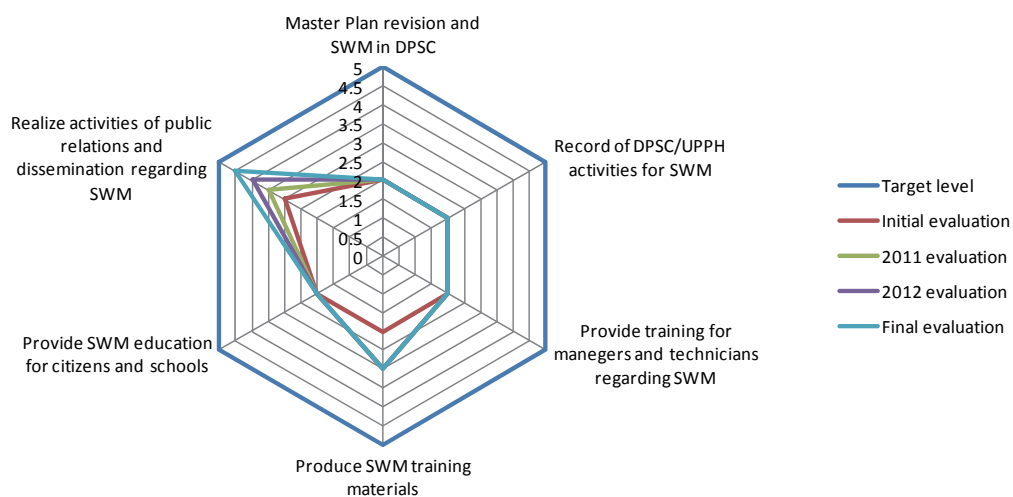 Master Plan revision and
SWM in DPSC
5
4.5
4
3.5
3
2.5
2
1.5
1
0.5
0
Record of DPSC/UPPH
activities for SWM
Provide training for
manegers and technicians
regarding SWM
Produce SWM training
materials
Provide SWM education
for citizens and schools
Realize activities of public
relations and
dissemination regarding
SWM
Target level
Initial evaluation
2011 evaluation
2012 evaluation
Final evaluation